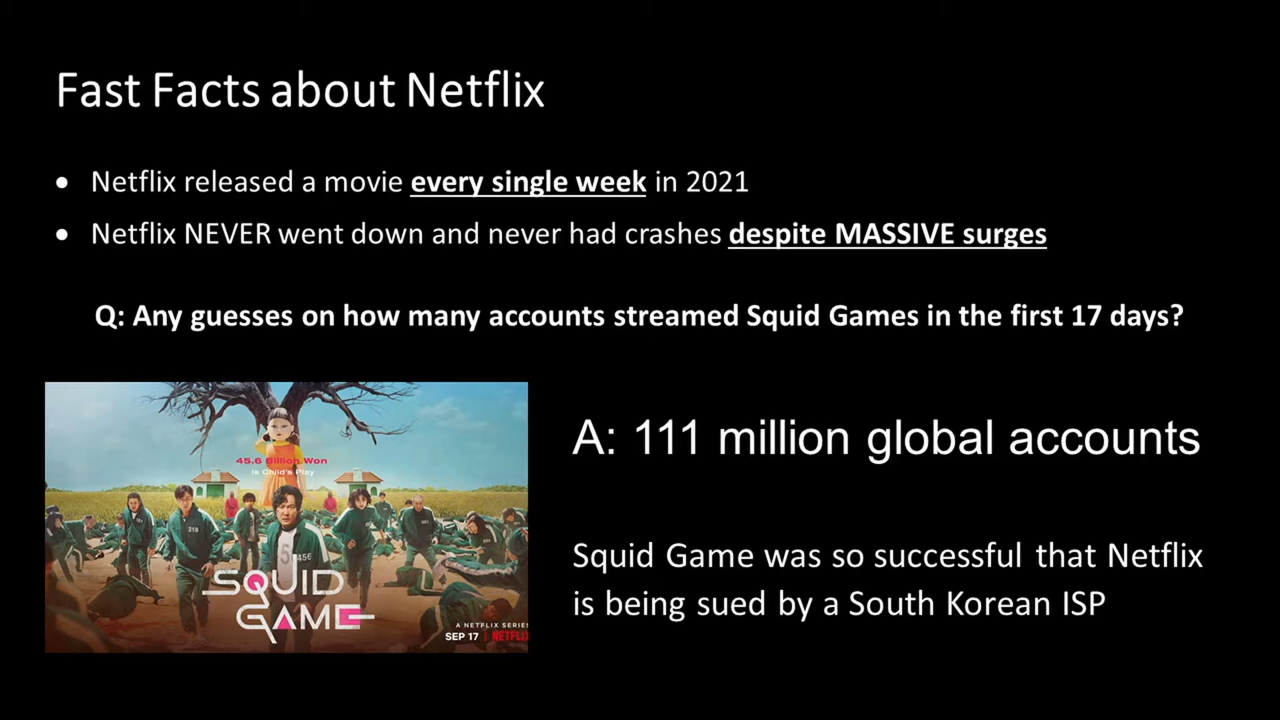 Fast Facts about Netflix
• Netflix released a movie every single week in 2021
• Netflix NEVER went down and never had crashes despite MASSIVE surges
Q: Any guesses on how many accounts streamed Squid Games in the first 17 days?
45.6 Billion Won
Is Child's Play
218
456
SQUID
GAME
A NETFLIX SERIES
SEP 17 | NETFLIX
A: 111 million global accounts
Squid Game was so successful that Netflix
is being sued by a South Korean ISP